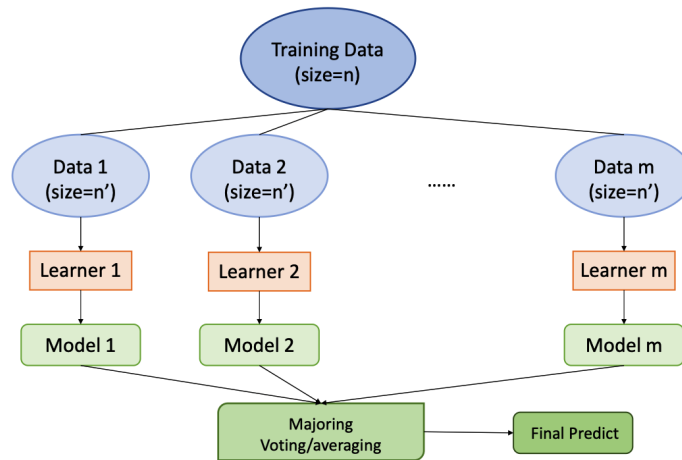 Training Data
(size=n)
Data 1
(size=n’)
Data 2
(size=n’)
......
Data m
(size=n’)
Learner 1
Learner 2
Learner m
Model 1
Model 2
Model m
Majoring
Voting/averaging
Final Predict